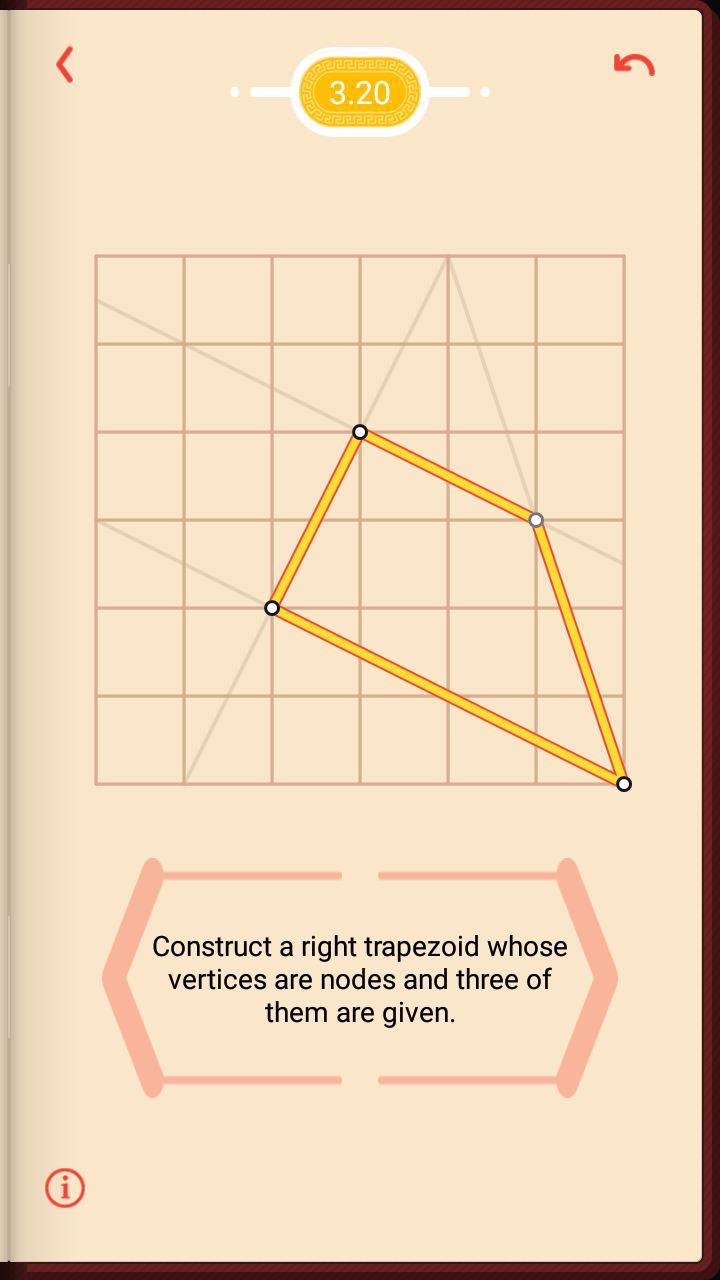 3.20
Construct a right trapezoid whose
vertices are nodes and three of
them are given.
i